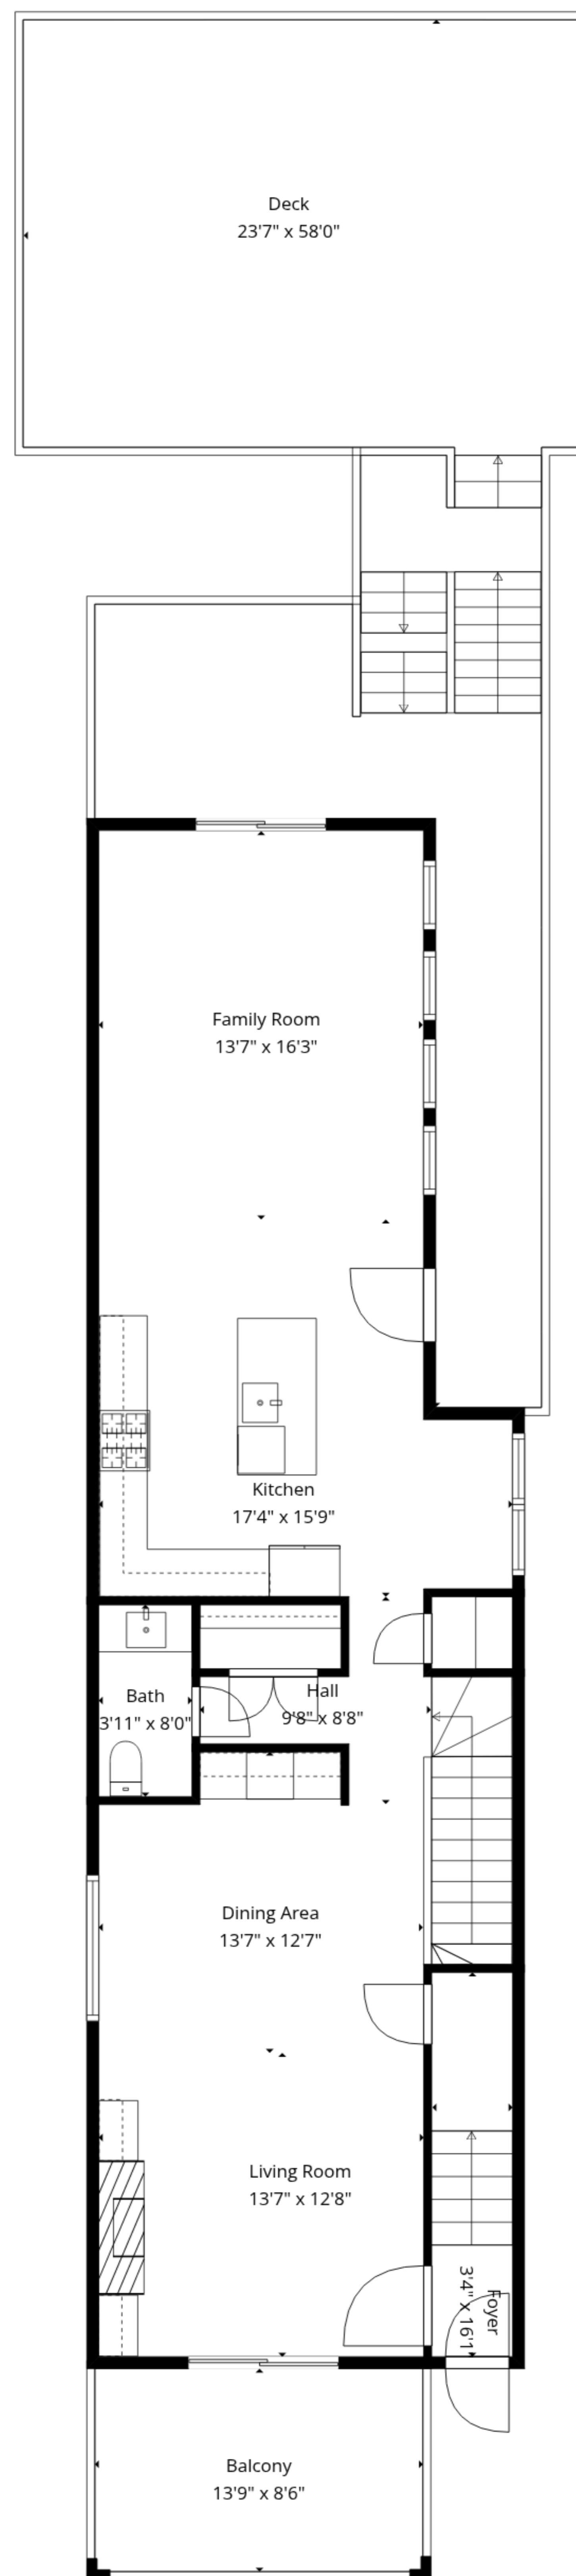 Deck
23'7" x 58'0"
Family Room
13'7" x 16'3"
Kitchen
17'4" x 15'9"
Bath
3'11" x 8'0"
Hall
9'8" x 8'8"
Dining Area
13'7" x 12'7"
Living Room
13'7" x 12'8"
Foyer
3'4" x 16'1
Balcony
13'9" x 8'6"